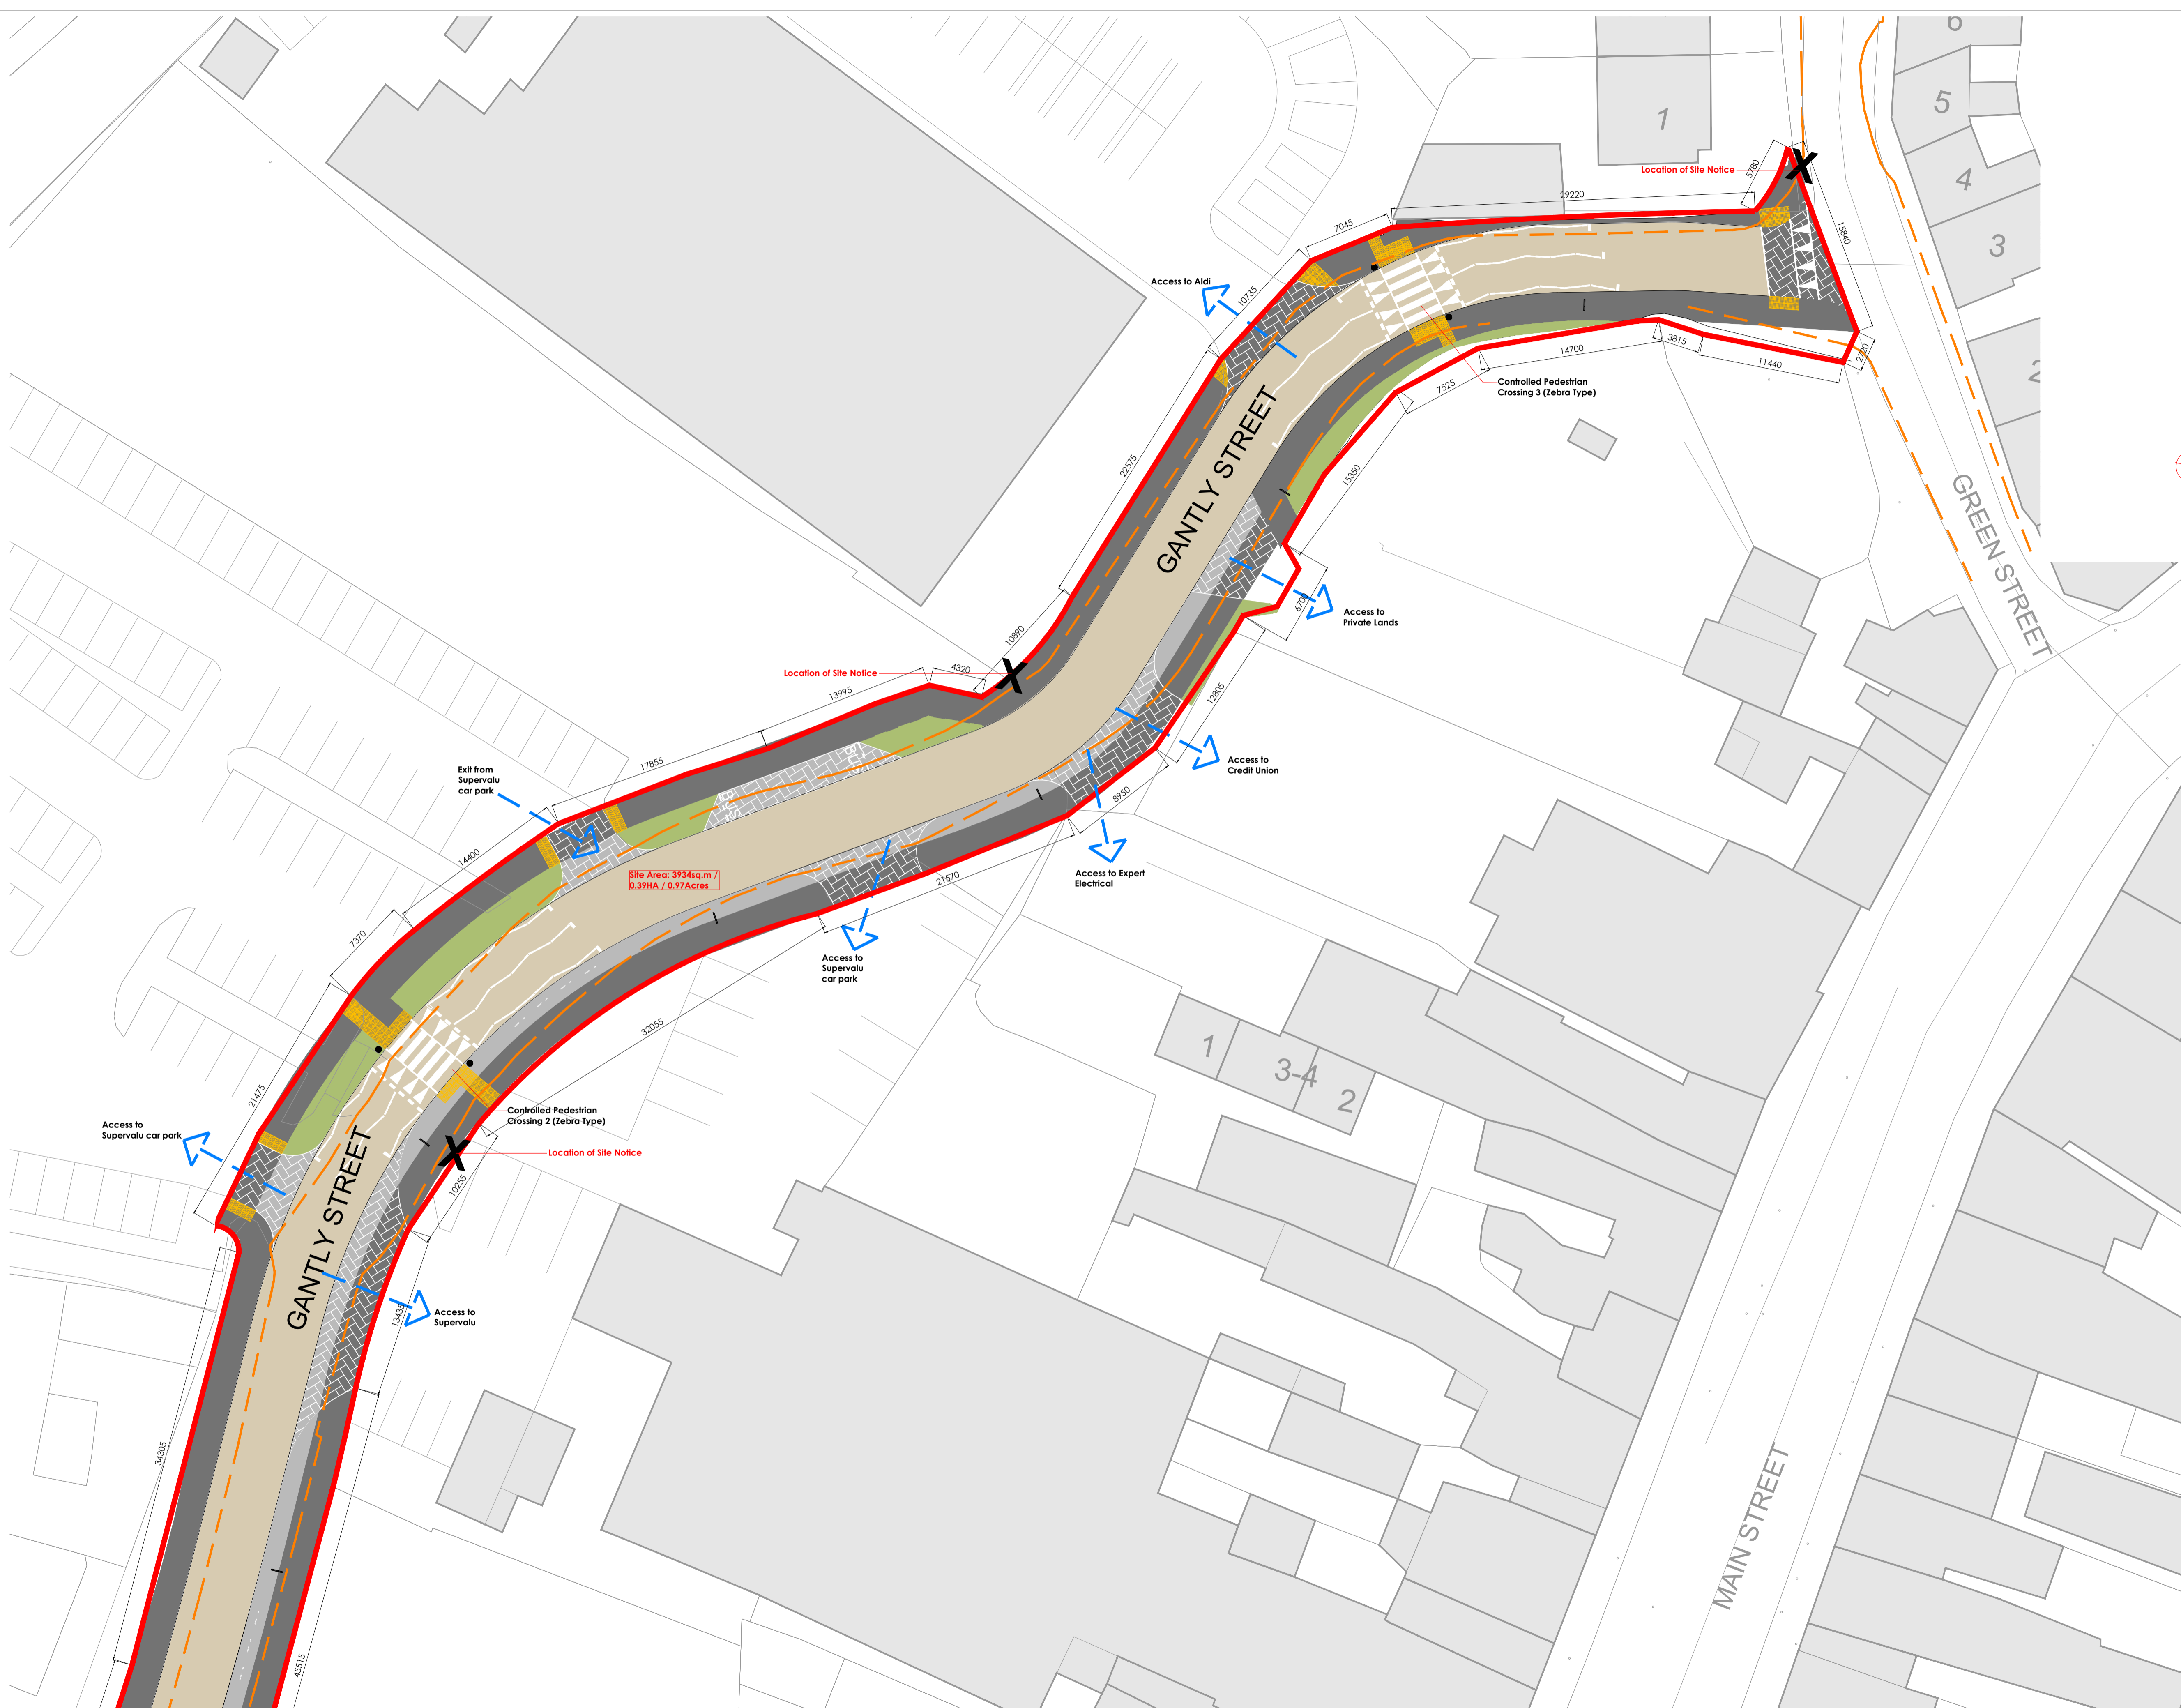 6
5
1
4
3
2
Location of Site Notice
5780
29220
15840
7045
Access to Aldi
10735
14700
3815
11440
2720
7525
Controlled Pedestrian
Crossing 3 (Zebra Type)
GANTLY STREET
22575
15350
GREEN STREET
6700
Access to
Private Lands
10890
Location of Site Notice
4320
13995
12805
BUS
Access to
Credit Union
17855
Exit from
Supervalu
car park
BUS
8950
14400
Site Area: 3934sq.m /
0.39HA / 0.97Acres
21570
Access to Expert
Electrical
7370
Access to
Supervalu
car park
32055
1
3-4
2
21475
Controlled Pedestrian
Crossing 2 (Zebra Type)
Access to
Supervalu car park
Location of Site Notice
10255
GANTLY STREET
13435
Access to
Supervalu
34305
MAIN STREET
45515